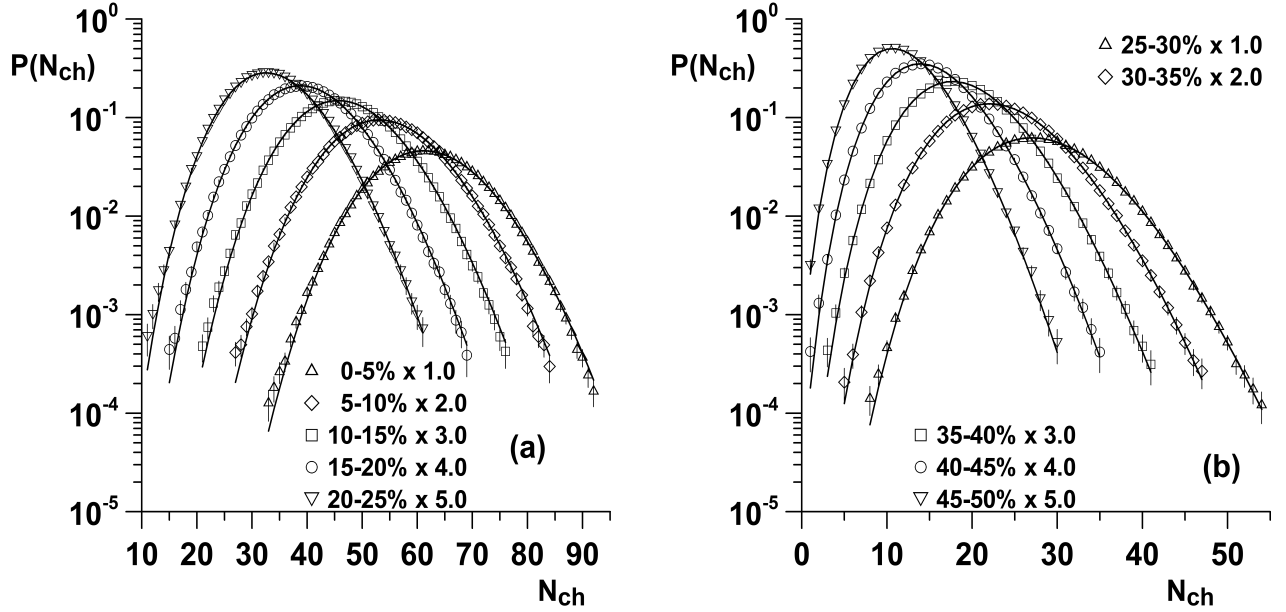 10⁰
P(N_ch)
10⁻¹
10⁻²
10⁻³
10⁻⁴
10⁻⁵
0-5% x 1.0
5-10% x 2.0
10-15% x 3.0
15-20% x 4.0
20-25% x 5.0
(a)
10 20 30 40 50 60 70 80 90
N_ch
10⁰
P(N_ch)
10⁻¹
10⁻²
10⁻³
10⁻⁴
10⁻⁵
25-30% x 1.0
30-35% x 2.0
35-40% x 3.0
40-45% x 4.0
45-50% x 5.0
(b)
0 10 20 30 40 50
N_ch